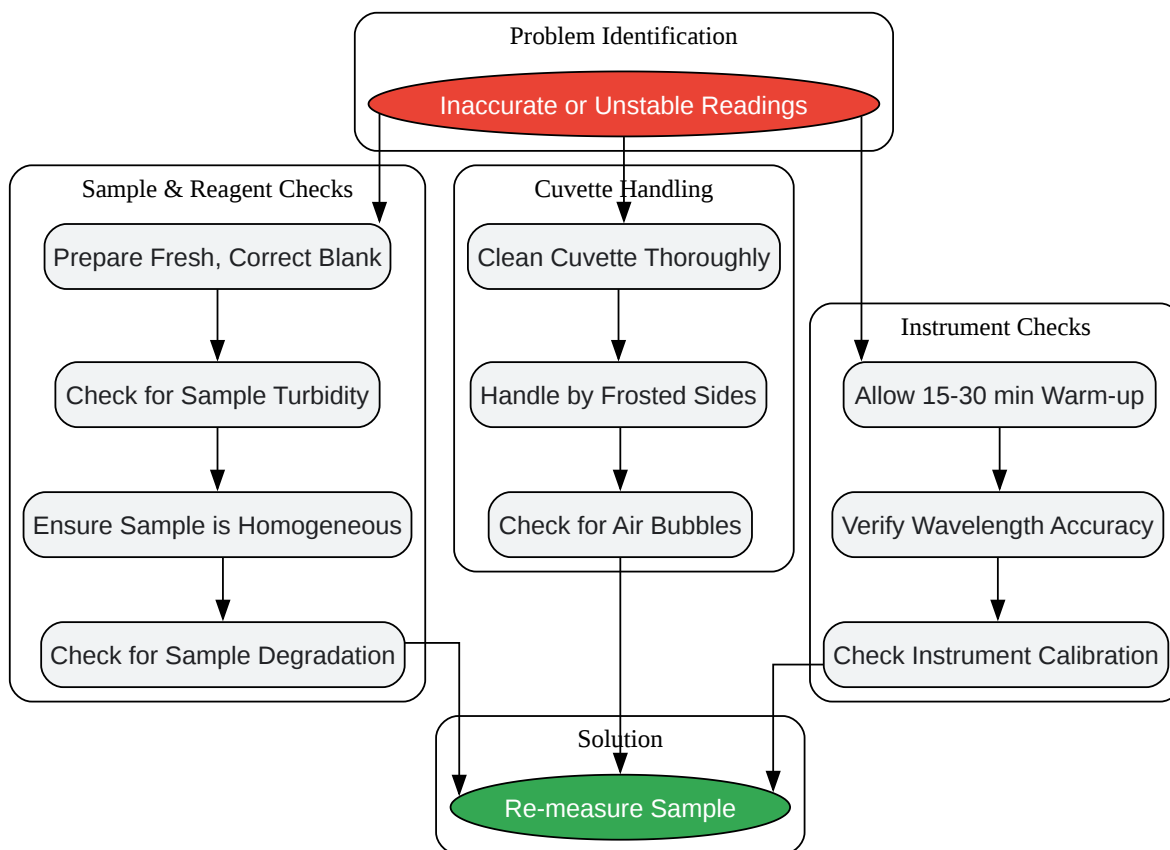 Problem Identification
Inaccurate or Unstable Readings
Sample & Reagent Checks
Prepare Fresh, Correct Blank
Check for Sample Turbidity
Ensure Sample is Homogeneous
Check for Sample Degradation
Cuvette Handling
Clean Cuvette Thoroughly
Handle by Frosted Sides
Check for Air Bubbles
Instrument Checks
Allow 15-30 min Warm-up
Verify Wavelength Accuracy
Check Instrument Calibration
Solution
Re-measure Sample